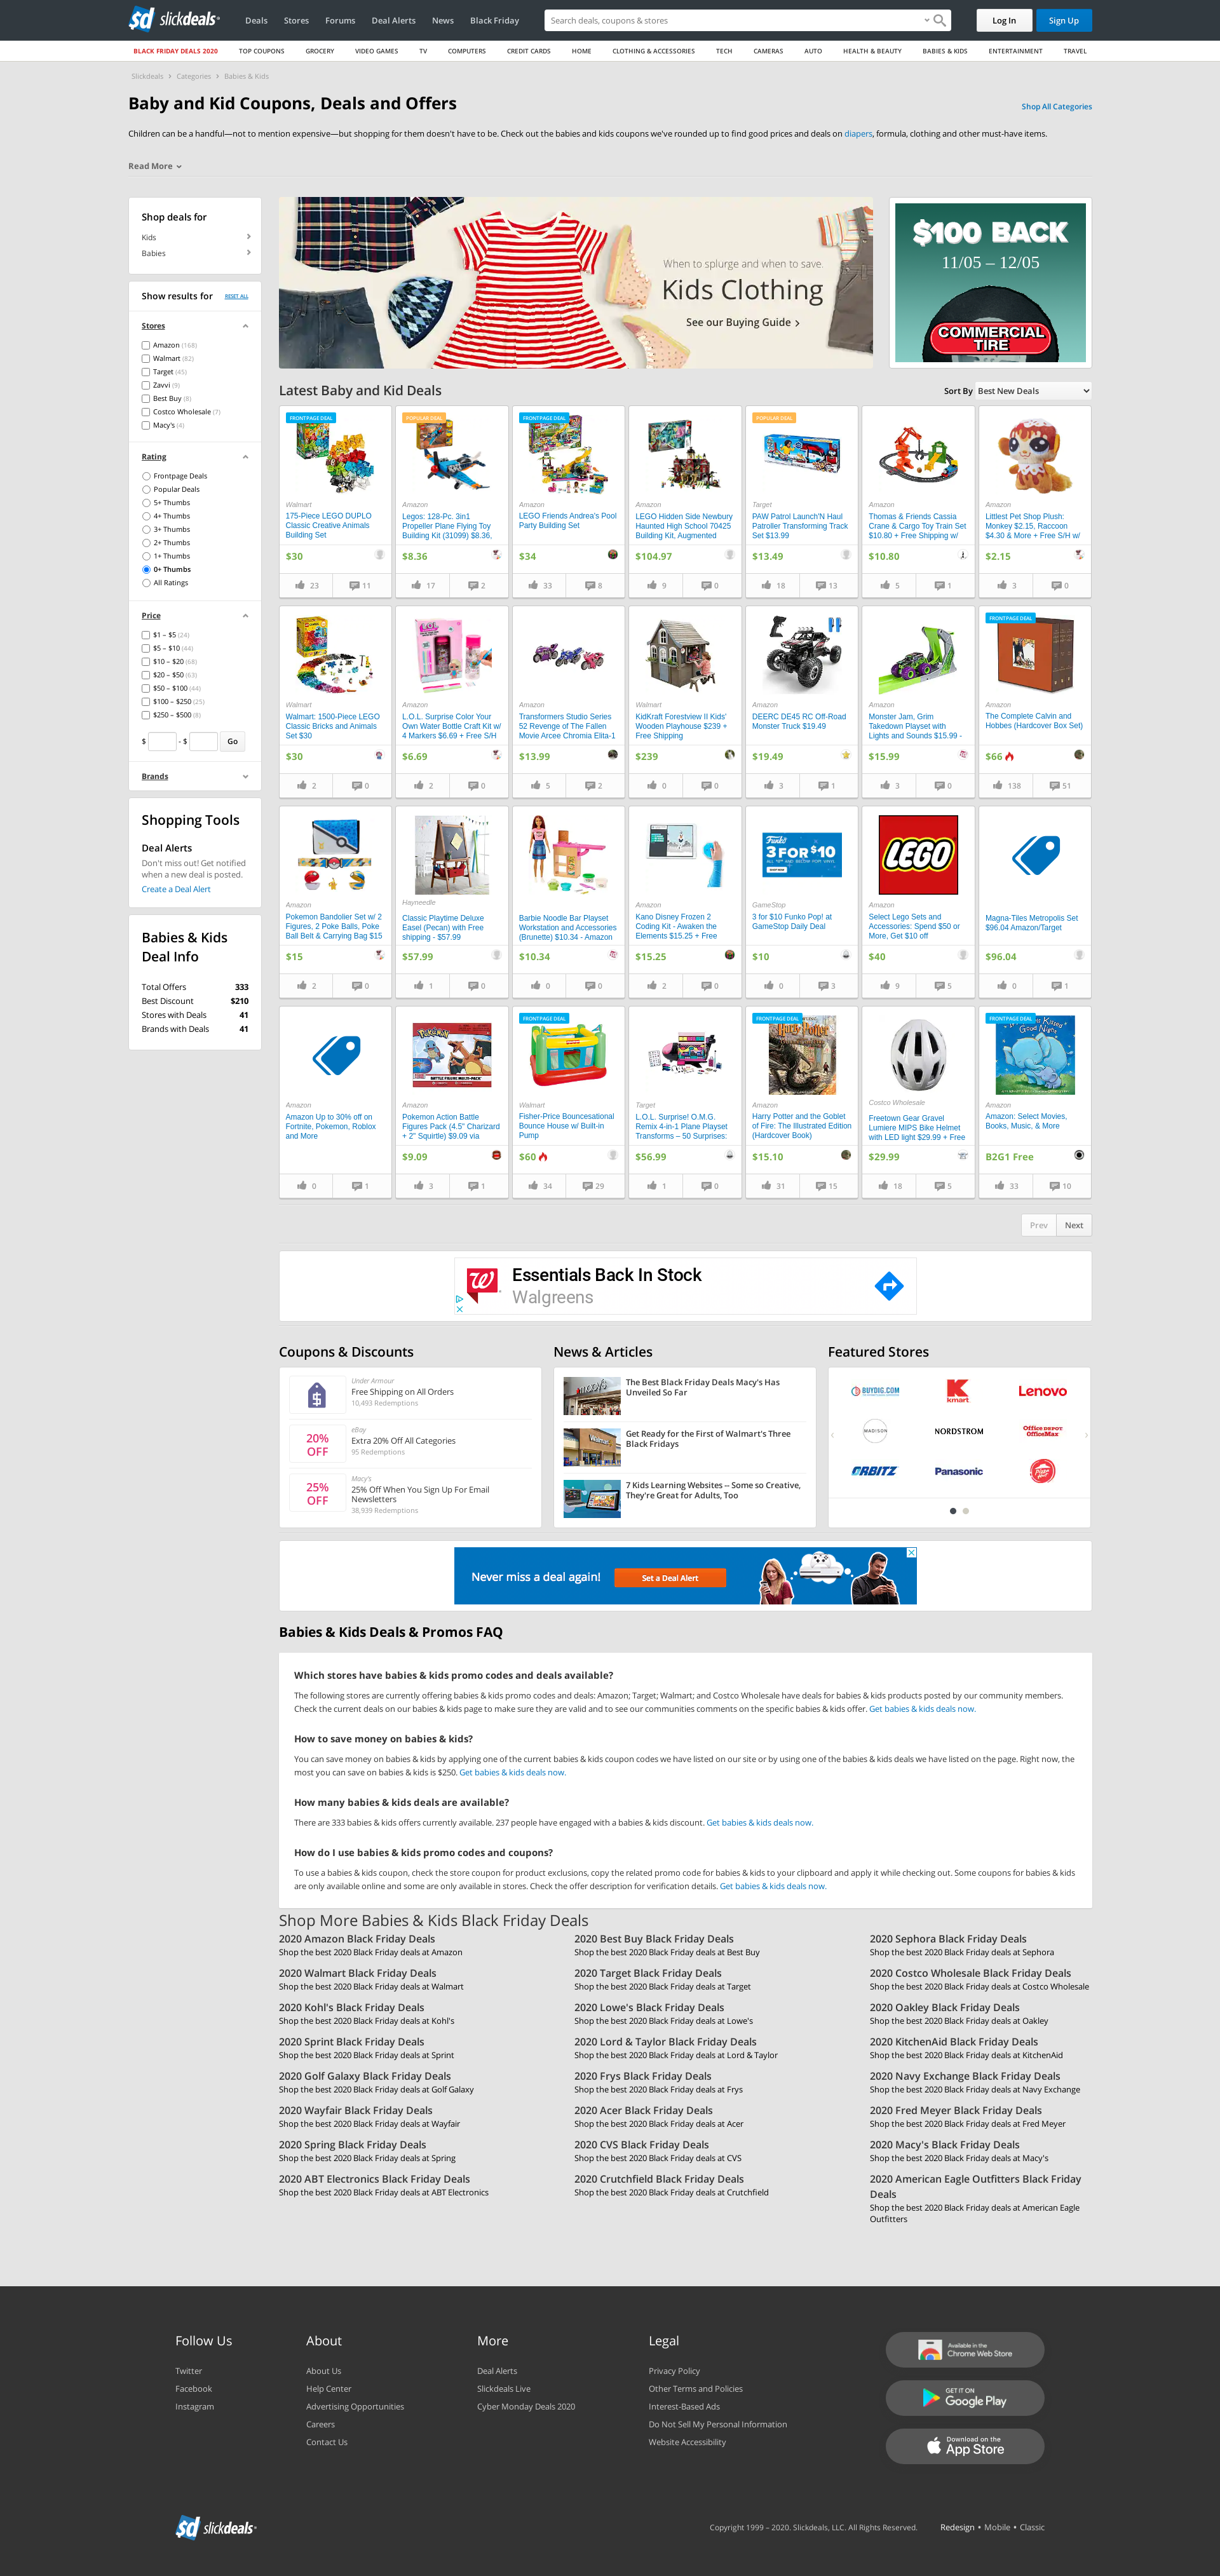 slickdeals
Deals
Stores
Forums
Deal Alerts
News
Black Friday
Search deals, coupons & stores
Log In
Sign Up
BLACK FRIDAY DEALS 2020
TOP COUPONS
GROCERY
VIDEO GAMES
TV
COMPUTERS
CREDIT CARDS
HOME
CLOTHING & ACCESSORIES
TECH
CAMERAS
AUTO
HEALTH & BEAUTY
BABIES & KIDS
ENTERTAINMENT
TRAVEL
Slickdeals > Categories > Babies & Kids
Baby and Kid Coupons, Deals and Offers
Shop All Categories
Children can be a handful—not to mention expensive—but shopping for them doesn't have to be. Check out the babies and kids coupons we've rounded up to find good prices and deals on diapers, formula, clothing and other must-have items.
Read More
Shop deals for
Kids
Babies
Show results for
RESET ALL
Stores
Amazon (168)
Walmart (82)
Target (45)
Zavvi (9)
Best Buy (8)
Costco Wholesale (7)
Macy's (4)
Rating
Frontpage Deals
Popular Deals
5+ Thumbs
4+ Thumbs
3+ Thumbs
2+ Thumbs
1+ Thumbs
0+ Thumbs
All Ratings
Price
$1 – $5 (24)
$5 – $10 (44)
$10 – $20 (68)
$20 – $50 (63)
$50 – $100 (44)
$100 – $250 (25)
$250 – $500 (8)
$ - $ Go
Brands
Shopping Tools
Deal Alerts
Don't miss out! Get notified
when a new deal is posted.
Create a Deal Alert
Babies & Kids
Deal Info
Total Offers 333
Best Discount $210
Stores with Deals 41
Brands with Deals 41
When to splurge and when to save.
Kids Clothing
See our Buying Guide >
$100 BACK
11/05 – 12/05
COMMERCIAL
TIRE
Latest Baby and Kid Deals
Sort By Best New Deals
FRONTPAGE DEAL
Walmart
175-Piece LEGO DUPLO
Classic Creative Animals
Building Set
$30
23 11
POPULAR DEAL
Amazon
Legos: 128-Pc. 3in1
Propeller Plane Flying Toy
Building Kit (31099) $8.36,
$8.36
17 2
FRONTPAGE DEAL
Amazon
LEGO Friends Andrea's Pool
Party Building Set
$34
33 8
Amazon
LEGO Hidden Side Newbury
Haunted High School 70425
Building Kit, Augmented
$104.97
9 0
POPULAR DEAL
Target
PAW Patrol Launch'N Haul
Patroller Transforming Track
Set $13.99
$13.49
18 13
Amazon
Thomas & Friends Cassia
Crane & Cargo Toy Train Set
$10.80 + Free Shipping w/
$10.80
5 1
Amazon
Littlest Pet Shop Plush:
Monkey $2.15, Raccoon
$4.30 & More + Free S/H w/
$2.15
3 0
Walmart
Walmart: 1500-Piece LEGO
Classic Bricks and Animals
Set $30
$30
2 0
Amazon
L.O.L. Surprise Color Your
Own Water Bottle Craft Kit w/
4 Markers $6.69 + Free S/H
$6.69
2 0
Amazon
Transformers Studio Series
52 Revenge of The Fallen
Movie Arcee Chromia Elita-1
$13.99
5 2
Walmart
KidKraft Forestview II Kids'
Wooden Playhouse $239 +
Free Shipping
$239
0 0
Amazon
DEERC DE45 RC Off-Road
Monster Truck $19.49
$19.49
3 1
Amazon
Monster Jam, Grim
Takedown Playset with
Lights and Sounds $15.99 -
$15.99
3 0
FRONTPAGE DEAL
Amazon
The Complete Calvin and
Hobbes (Hardcover Box Set)
$66
138 51
Amazon
Pokemon Bandolier Set w/ 2
Figures, 2 Poke Balls, Poke
Ball Belt & Carrying Bag $15
$15
2 0
Hayneedle
Classic Playtime Deluxe
Easel (Pecan) with Free
shipping - $57.99
$57.99
1 0
Barbie Noodle Bar Playset
Workstation and Accessories
(Brunette) $10.34 - Amazon
$10.34
0 0
Amazon
Kano Disney Frozen 2
Coding Kit - Awaken the
Elements $15.25 + Free
$15.25
2 0
Funko
3 FOR $10
GameStop
3 for $10 Funko Pop! at
GameStop Daily Deal
$10
0 3
LEGO
Amazon
Select Lego Sets and
Accessories: Spend $50 or
More, Get $10 off
$40
9 5
Magna-Tiles Metropolis Set
$96.04 Amazon/Target
$96.04
0 1
Amazon
Amazon Up to 30% off on
Fortnite, Pokemon, Roblox
and More
0 1
Amazon
Pokemon Action Battle
Figures Pack (4.5" Charizard
+ 2" Squirtle) $9.09 via
$9.09
3 1
FRONTPAGE DEAL
Walmart
Fisher-Price Bouncesational
Bounce House w/ Built-in
Pump
$60
34 29
Target
L.O.L. Surprise! O.M.G.
Remix 4-in-1 Plane Playset
Transforms – 50 Surprises:
$56.99
1 0
FRONTPAGE DEAL
Amazon
Harry Potter and the Goblet
of Fire: The Illustrated Edition
(Hardcover Book)
$15.10
31 15
Costco Wholesale
Freetown Gear Gravel
Lumiere MIPS Bike Helmet
with LED light $29.99 + Free
$29.99
18 5
FRONTPAGE DEAL
Amazon
Amazon: Select Movies,
Books, Music, & More
B2G1 Free
33 10
Prev Next
Essentials Back In Stock
Walgreens
Coupons & Discounts
Under Armour
Free Shipping on All Orders
10,493 Redemptions
20%
OFF
eBay
Extra 20% Off All Categories
95 Redemptions
25%
OFF
Macy's
25% Off When You Sign Up For Email
Newsletters
38,939 Redemptions
News & Articles
The Best Black Friday Deals Macy's Has
Unveiled So Far
Get Ready for the First of Walmart's Three
Black Fridays
7 Kids Learning Websites -- Some so Creative,
They're Great for Adults, Too
Featured Stores
BUYDIG.COM
kmart
Lenovo
MADISON
NORDSTROM
Office DEPOT
OfficeMax
ORBITZ
Panasonic
Pizza Hut
Never miss a deal again!
Set a Deal Alert
Babies & Kids Deals & Promos FAQ
Which stores have babies & kids promo codes and deals available?
The following stores are currently offering babies & kids promo codes and deals: Amazon; Target; Walmart; and Costco Wholesale have deals for babies & kids products posted by our community members.
Check the current deals on our babies & kids page to make sure they are valid and to see our communities comments on the specific babies & kids offer. Get babies & kids deals now.
How to save money on babies & kids?
You can save money on babies & kids by applying one of the current babies & kids coupon codes we have listed on our site or by using one of the babies & kids deals we have listed on the page. Right now, the
most you can save on babies & kids is $250. Get babies & kids deals now.
How many babies & kids deals are available?
There are 333 babies & kids offers currently available. 237 people have engaged with a babies & kids discount. Get babies & kids deals now.
How do I use babies & kids promo codes and coupons?
To use a babies & kids coupon, check the store coupon for product exclusions, copy the related promo code for babies & kids to your clipboard and apply it while checking out. Some coupons for babies & kids
are only available online and some are only available in stores. Check the offer description for verification details. Get babies & kids deals now.
Shop More Babies & Kids Black Friday Deals
2020 Amazon Black Friday Deals
Shop the best 2020 Black Friday deals at Amazon
2020 Best Buy Black Friday Deals
Shop the best 2020 Black Friday deals at Best Buy
2020 Sephora Black Friday Deals
Shop the best 2020 Black Friday deals at Sephora
2020 Walmart Black Friday Deals
Shop the best 2020 Black Friday deals at Walmart
2020 Target Black Friday Deals
Shop the best 2020 Black Friday deals at Target
2020 Costco Wholesale Black Friday Deals
Shop the best 2020 Black Friday deals at Costco Wholesale
2020 Kohl's Black Friday Deals
Shop the best 2020 Black Friday deals at Kohl's
2020 Lowe's Black Friday Deals
Shop the best 2020 Black Friday deals at Lowe's
2020 Oakley Black Friday Deals
Shop the best 2020 Black Friday deals at Oakley
2020 Sprint Black Friday Deals
Shop the best 2020 Black Friday deals at Sprint
2020 Lord & Taylor Black Friday Deals
Shop the best 2020 Black Friday deals at Lord & Taylor
2020 KitchenAid Black Friday Deals
Shop the best 2020 Black Friday deals at KitchenAid
2020 Golf Galaxy Black Friday Deals
Shop the best 2020 Black Friday deals at Golf Galaxy
2020 Frys Black Friday Deals
Shop the best 2020 Black Friday deals at Frys
2020 Navy Exchange Black Friday Deals
Shop the best 2020 Black Friday deals at Navy Exchange
2020 Wayfair Black Friday Deals
Shop the best 2020 Black Friday deals at Wayfair
2020 Acer Black Friday Deals
Shop the best 2020 Black Friday deals at Acer
2020 Fred Meyer Black Friday Deals
Shop the best 2020 Black Friday deals at Fred Meyer
2020 Spring Black Friday Deals
Shop the best 2020 Black Friday deals at Spring
2020 CVS Black Friday Deals
Shop the best 2020 Black Friday deals at CVS
2020 Macy's Black Friday Deals
Shop the best 2020 Black Friday deals at Macy's
2020 ABT Electronics Black Friday Deals
Shop the best 2020 Black Friday deals at ABT Electronics
2020 Crutchfield Black Friday Deals
Shop the best 2020 Black Friday deals at Crutchfield
2020 American Eagle Outfitters Black Friday
Deals
Shop the best 2020 Black Friday deals at American Eagle
Outfitters
Follow Us
Twitter
Facebook
Instagram
About
About Us
Help Center
Advertising Opportunities
Careers
Contact Us
More
Deal Alerts
Slickdeals Live
Cyber Monday Deals 2020
Legal
Privacy Policy
Other Terms and Policies
Interest-Based Ads
Do Not Sell My Personal Information
Website Accessibility
Available in the
Chrome Web Store
GET IT ON
Google Play
Download on the
App Store
slickdeals
Copyright 1999 – 2020. Slickdeals, LLC. All Rights Reserved.
Redesign • Mobile • Classic